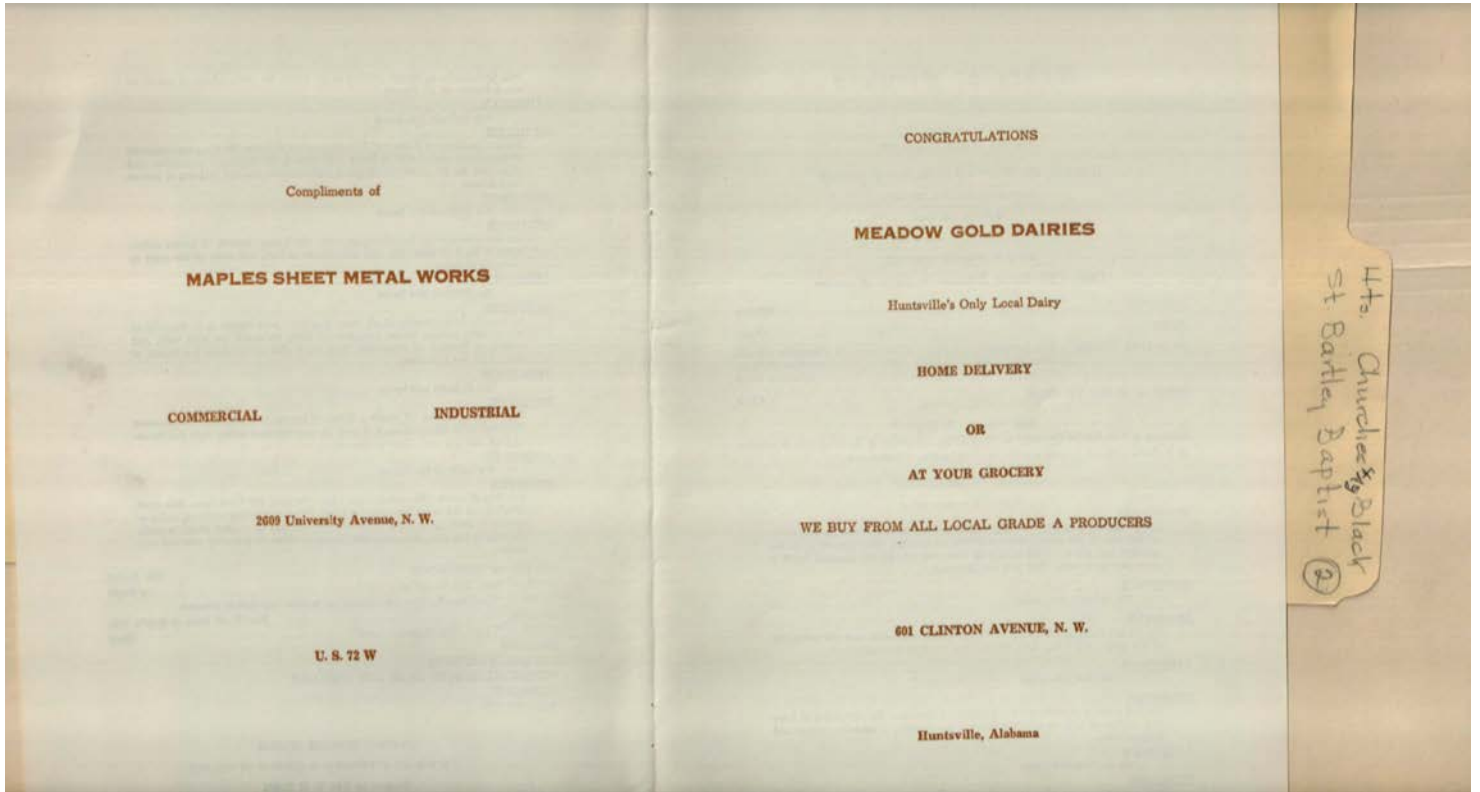 Compliments of
MAPLES SHEET METAL WORKS
COMMERCIAL INDUSTRIAL
2609 University Avenue, N. W.
U. S. 72 W
CONGRATULATIONS
MEADOW GOLD DAIRIES
Huntsville's Only Local Dairy
HOME DELIVERY
OR
AT YOUR GROCERY
WE BUY FROM ALL LOCAL GRADE A PRODUCERS
601 CLINTON AVENUE, N. W.
Huntsville, Alabama
Churches Black
St Bartley Baptist 2